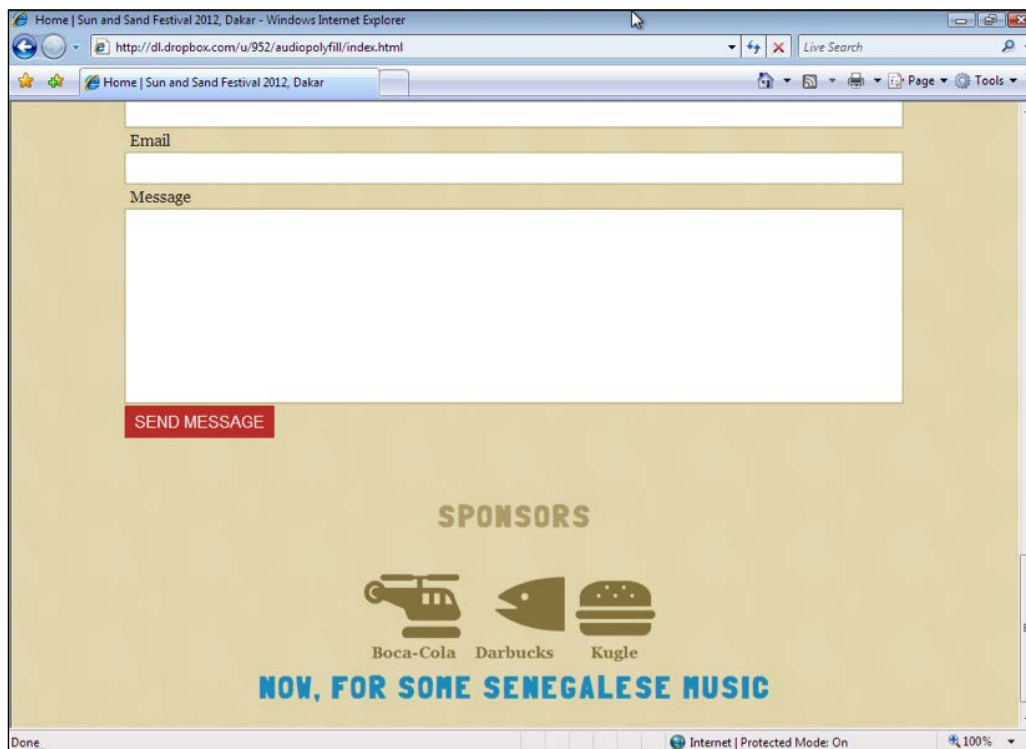 Home | Sun and Sand Festival 2012, Dakar - Windows Internet Explorer
http://dl.dropbox.com/u/952/audiopolyfill/index.html Live Search
Home | Sun and Sand Festival 2012, Dakar Page Tools
Email
Message
SEND MESSAGE
SPONSORS
Boca-Cola Darbucks Kugle
NOW, FOR SOME SENEGALESE MUSIC
Done Internet | Protected Mode: On 100%